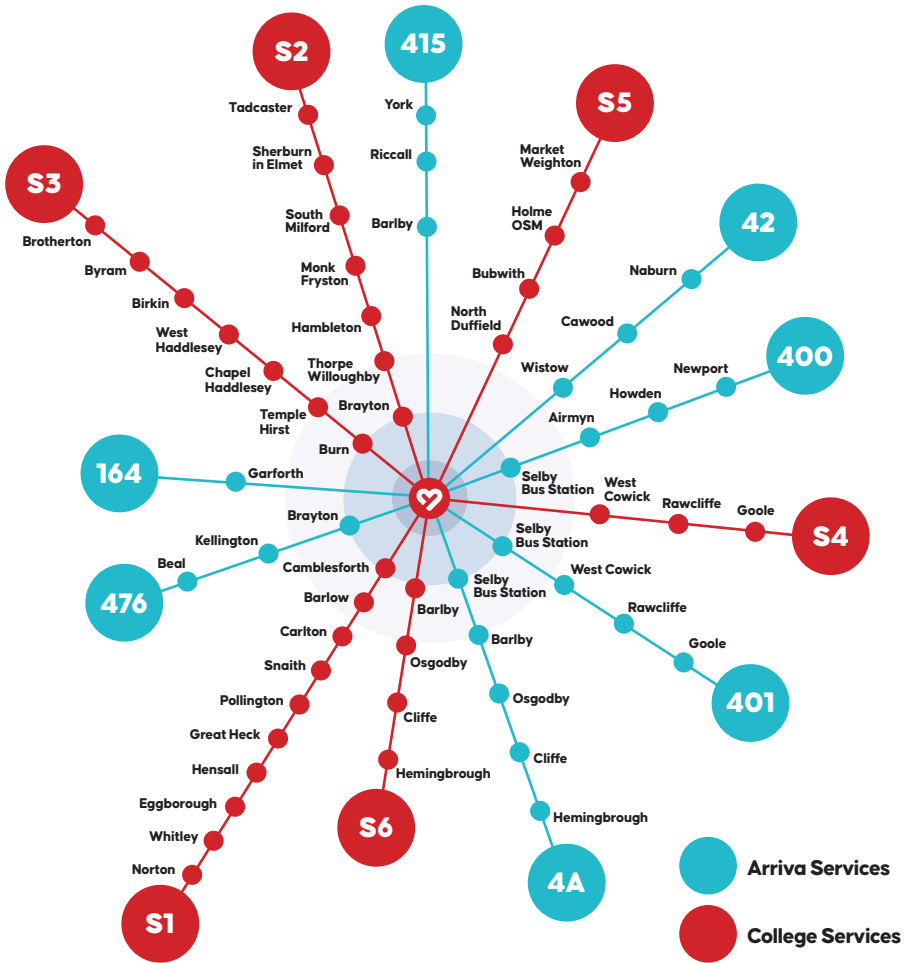 S2
Tadcaster
Sherburn
in Elmet
South
Milford
Monk
Fryston
Hambleton
Thorpe
Willoughby
Brayton
415
York
Riccall
Barlby
S5
Market
Weighton
Holme
OSM
Bubwith
North
Duffield
S3
Brotherton
Byram
Birkin
West
Haddlesey
Chapel
Haddlesey
Temple
Hirst
Burn
42
Naburn
Cawood
Wistow
400
Newport
Howden
Airmyn
Selby
Bus Station
164
Garforth
476
Beal
Kellington
Brayton
West
Cowick
Rawcliffe
Goole
S4
Selby
Bus Station
West Cowick
Rawcliffe
Goole
401
Camblesforth
Barlow
Carlton
Snaith
Pollington
Great Heck
Hensall
Eggborough
Whitley
Norton
S1
Barlby
Osgodby
Cliffe
Hemingbrough
S6
Selby
Bus Station
Barlby
Osgodby
Cliffe
Hemingbrough
4A
Arriva Services
College Services